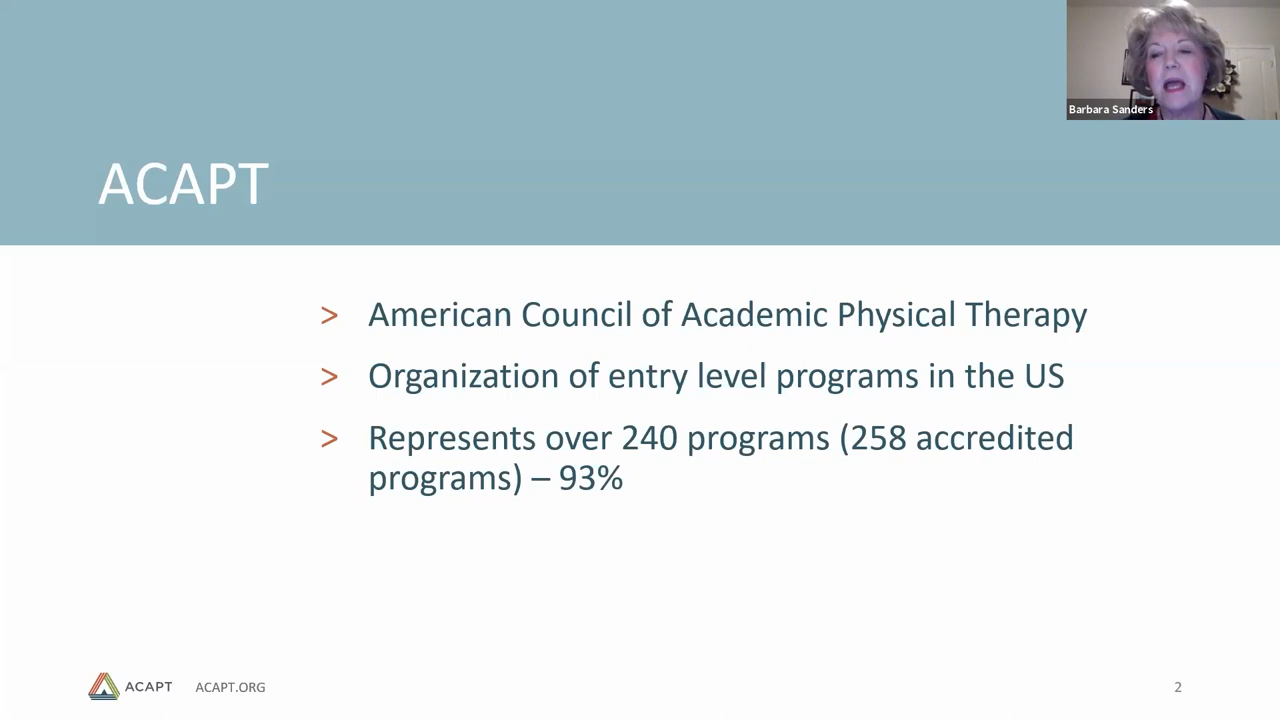 Barbara Sanders
ACAPT
> American Council of Academic Physical Therapy
> Organization of entry level programs in the US
> Represents over 240 programs (258 accredited
programs) – 93%
ACAPT ACAPT.ORG
2